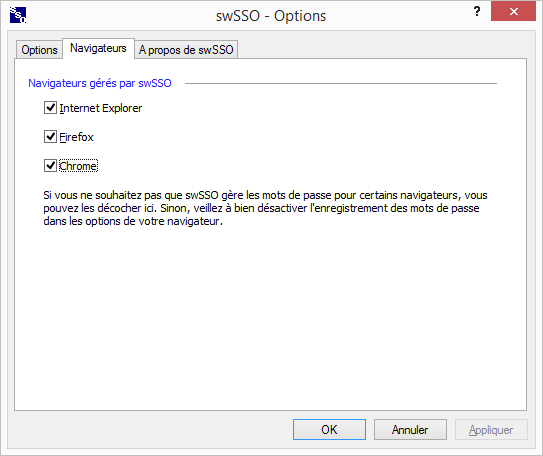 swSSO - Options
?
Options
Navigateurs
A propos de swSSO
Navigateurs gérés par swSSO
Internet Explorer
Firefox
Chrome
Si vous ne souhaitez pas que swSSO gère les mots de passe pour certains navigateurs, vous
pouvez les décocher ici. Sinon, veillez à bien désactiver l'enregistrement des mots de passe
dans les options de votre navigateur.
OK
Annuler
Appliquer